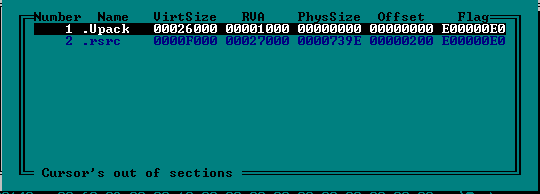 Number Name VirtSize RVA PhysSize Offset Flag
1 .Upack 00026000 00001000 00000000 00000000 E00000E0
2 .rsrc 0000F000 00027000 0000739E 00000200 E00000E0
Cursor's out of sections